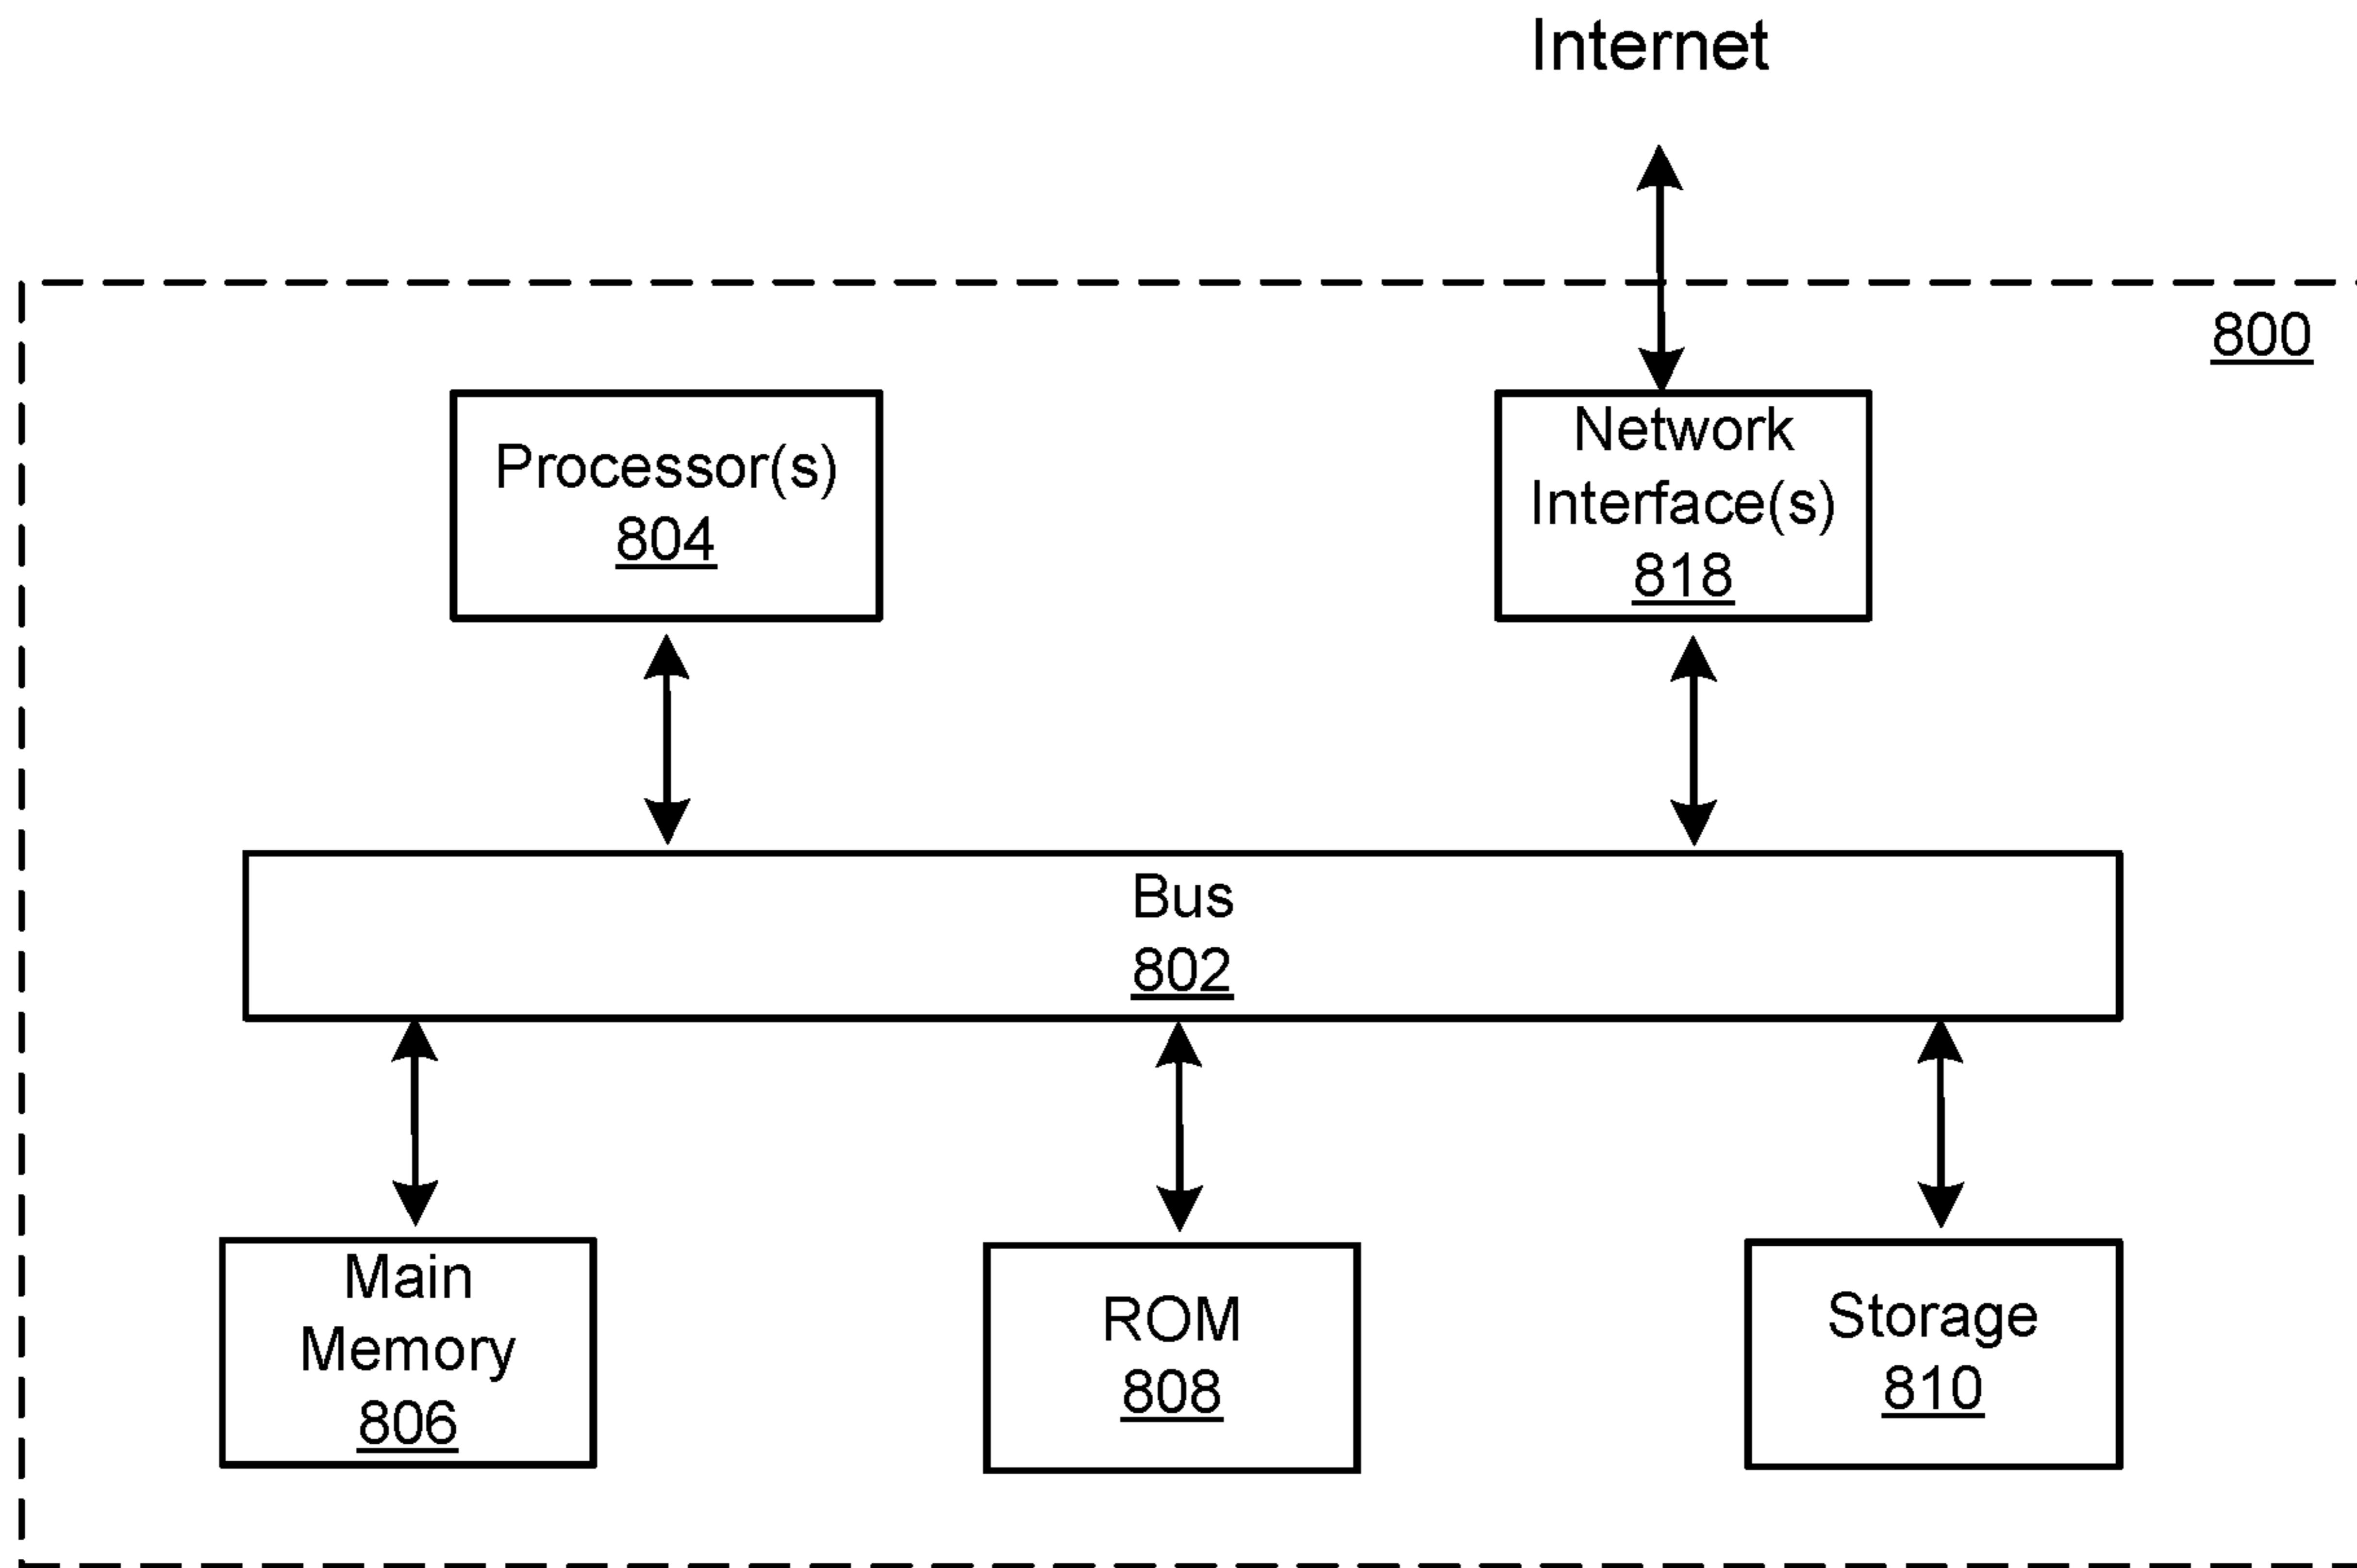 Internet
800
Processor(s)
804
Network
Interface(s)
818
Bus
802
Main
Memory
806
ROM
808
Storage
810